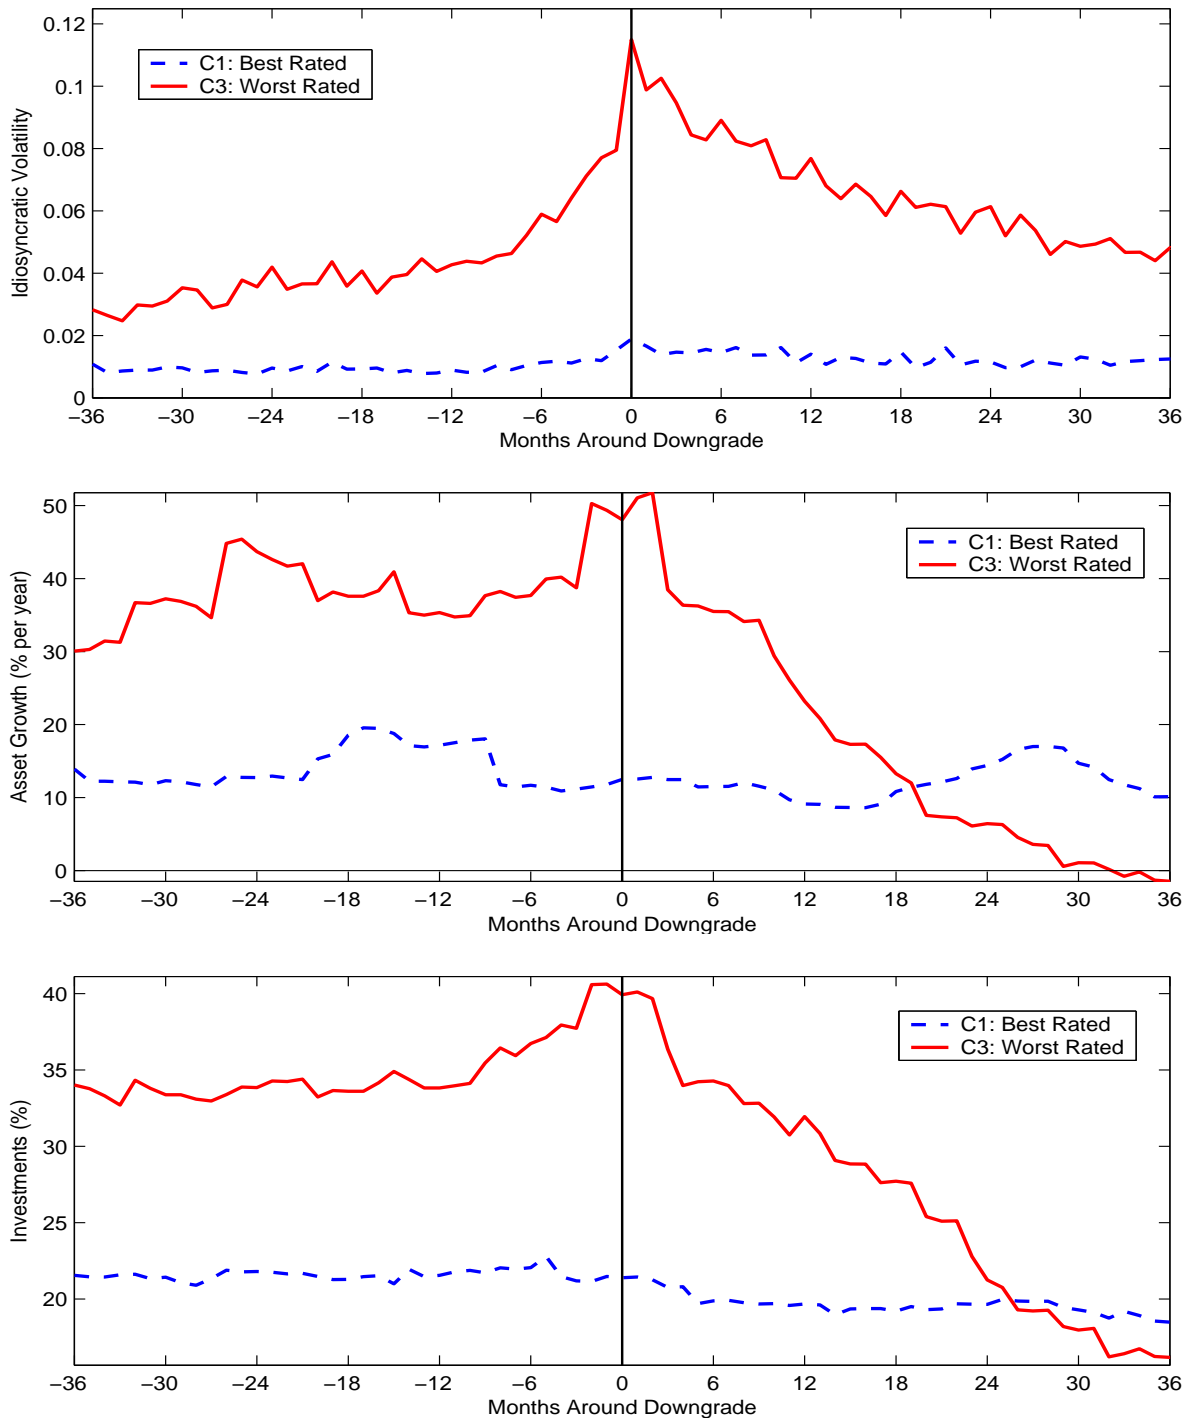 0.12
0.1
0.08
0.06
0.04
0.02
0
Idiosyncratic Volatility
C1: Best Rated
C3: Worst Rated
−36 −30 −24 −18 −12 −6 0 6 12 18 24 30 36
Months Around Downgrade
50
40
30
20
10
0
Asset Growth (% per year)
C1: Best Rated
C3: Worst Rated
−36 −30 −24 −18 −12 −6 0 6 12 18 24 30 36
Months Around Downgrade
40
35
30
25
20
Investments (%)
C1: Best Rated
C3: Worst Rated
−36 −30 −24 −18 −12 −6 0 6 12 18 24 30 36
Months Around Downgrade